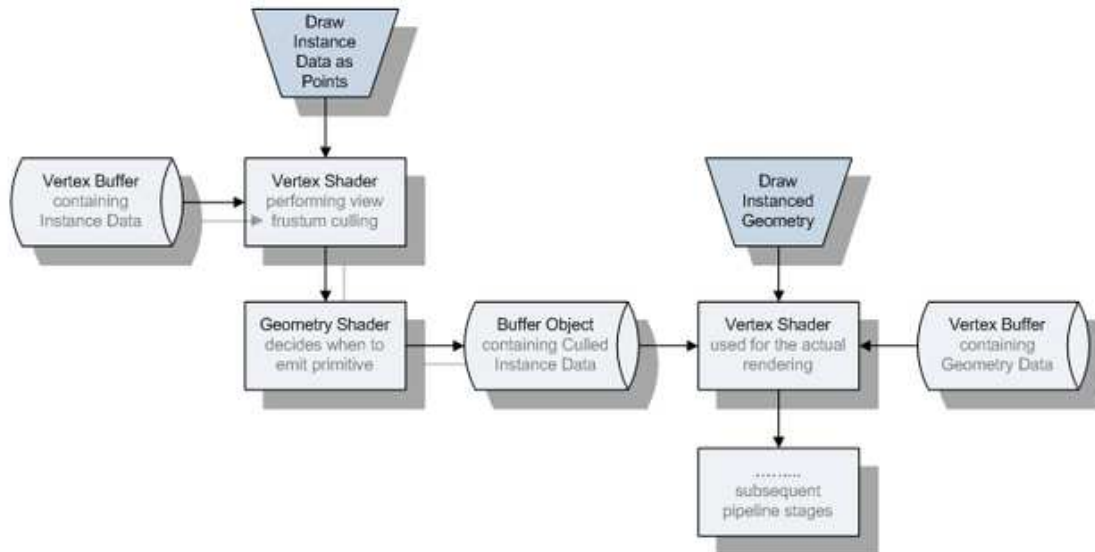 Draw
Instance
Data as
Points
Vertex Buffer
containing
Instance Data
Vertex Shader
performing view
frustum culling
Draw
Instanced
Geometry
Geometry Shader
decides when to
emit primitive
Buffer Object
containing Culled
Instance Data
Vertex Shader
used for the actual
rendering
Vertex Buffer
containing
Geometry Data
.........
subsequent
pipeline stages